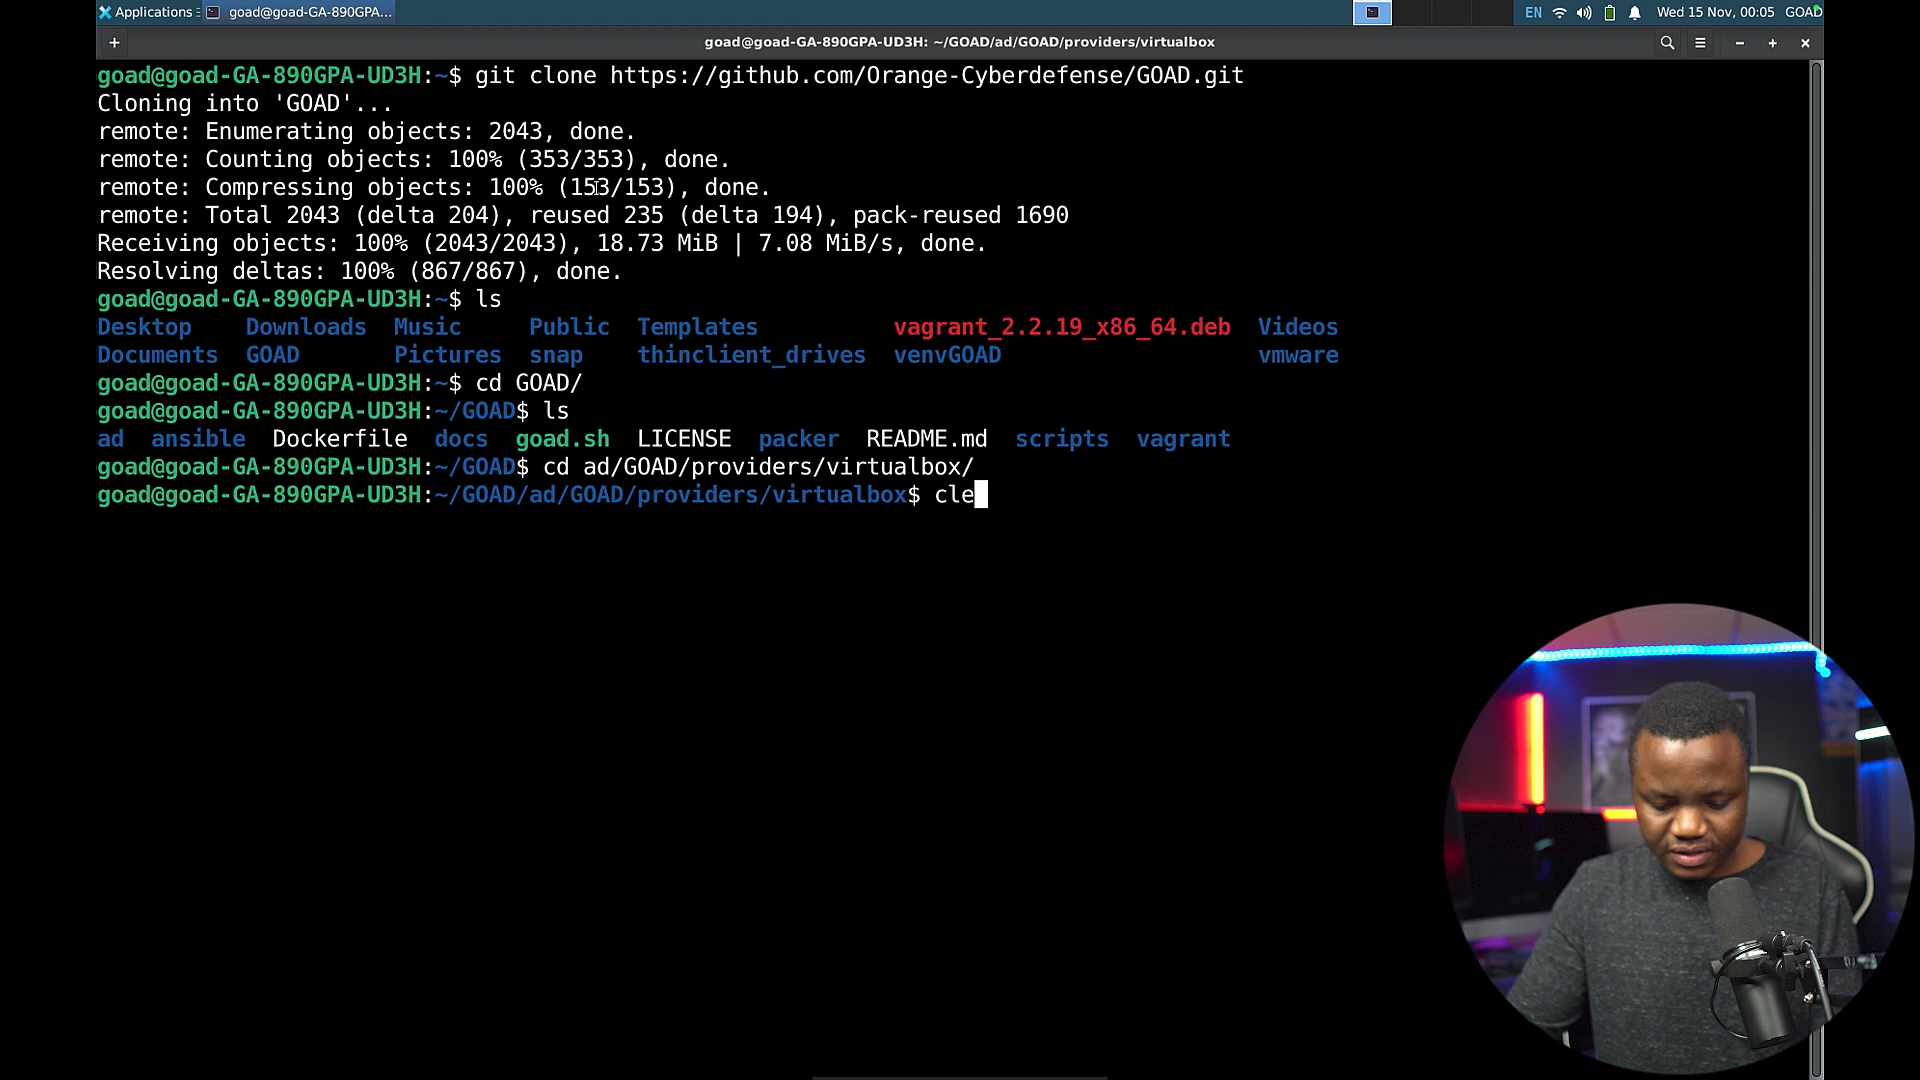 Applications goad@goad-GA-890GPA... EN Wed 15 Nov, 00:05 GOAD
goad@goad-GA-890GPA-UD3H: ~/GOAD/ad/GOAD/providers/virtualbox
goad@goad-GA-890GPA-UD3H:~$ git clone https://github.com/Orange-Cyberdefense/GOAD.git
Cloning into 'GOAD'...
remote: Enumerating objects: 2043, done.
remote: Counting objects: 100% (353/353), done.
remote: Compressing objects: 100% (153/153), done.
remote: Total 2043 (delta 204), reused 235 (delta 194), pack-reused 1690
Receiving objects: 100% (2043/2043), 18.73 MiB | 7.08 MiB/s, done.
Resolving deltas: 100% (867/867), done.
goad@goad-GA-890GPA-UD3H:~$ ls
Desktop Downloads Music Public Templates vagrant_2.2.19_x86_64.deb Videos
Documents GOAD Pictures snap thinclient_drives venvGOAD vmware
goad@goad-GA-890GPA-UD3H:~$ cd GOAD/
goad@goad-GA-890GPA-UD3H:~/GOAD$ ls
ad ansible Dockerfile docs goad.sh LICENSE packer README.md scripts vagrant
goad@goad-GA-890GPA-UD3H:~/GOAD$ cd ad/GOAD/providers/virtualbox/
goad@goad-GA-890GPA-UD3H:~/GOAD/ad/GOAD/providers/virtualbox$ cle